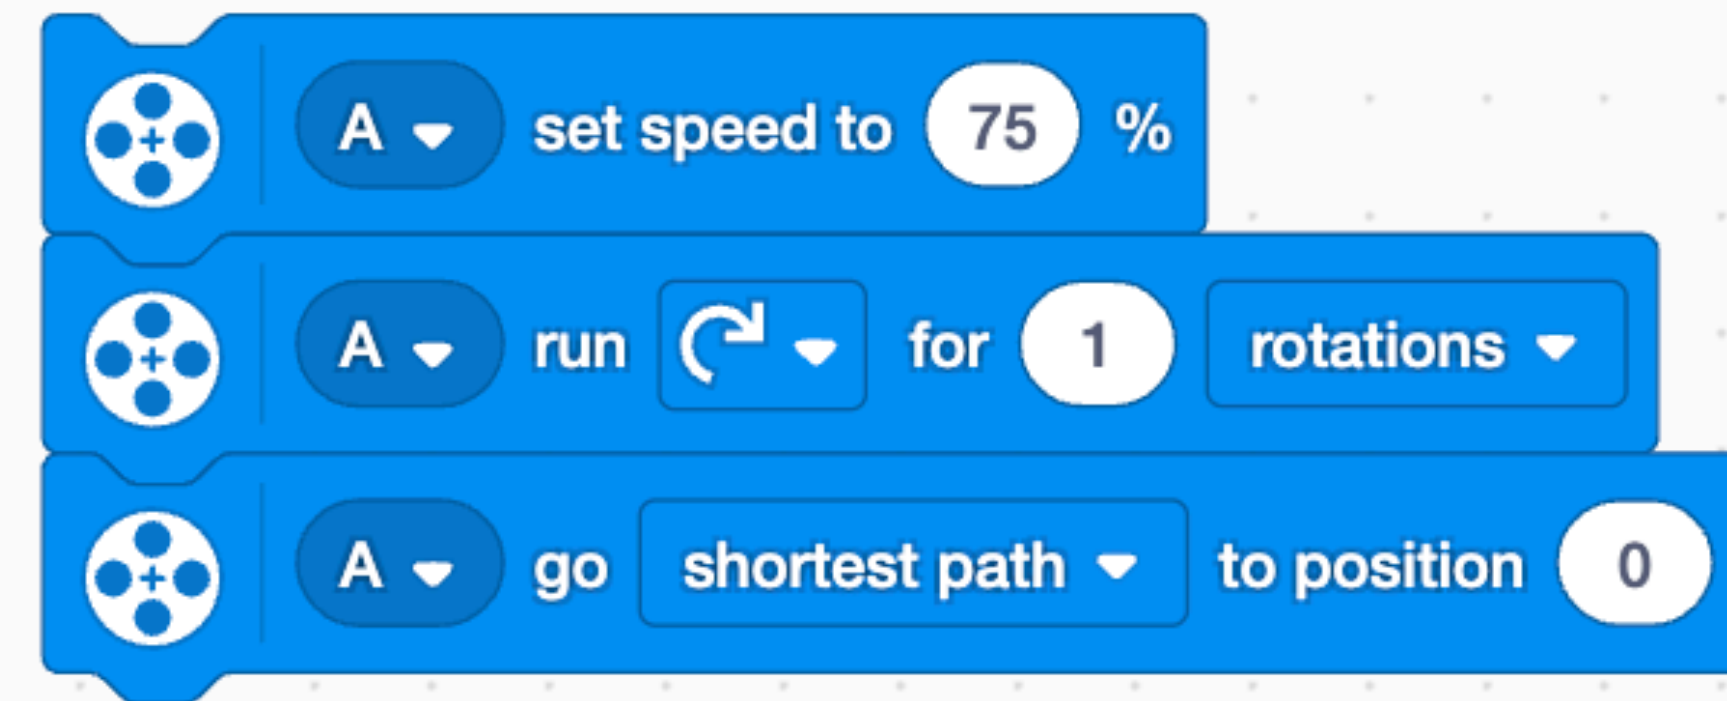 A set speed to 75 %
A run for 1 rotations
A go shortest path to position 0